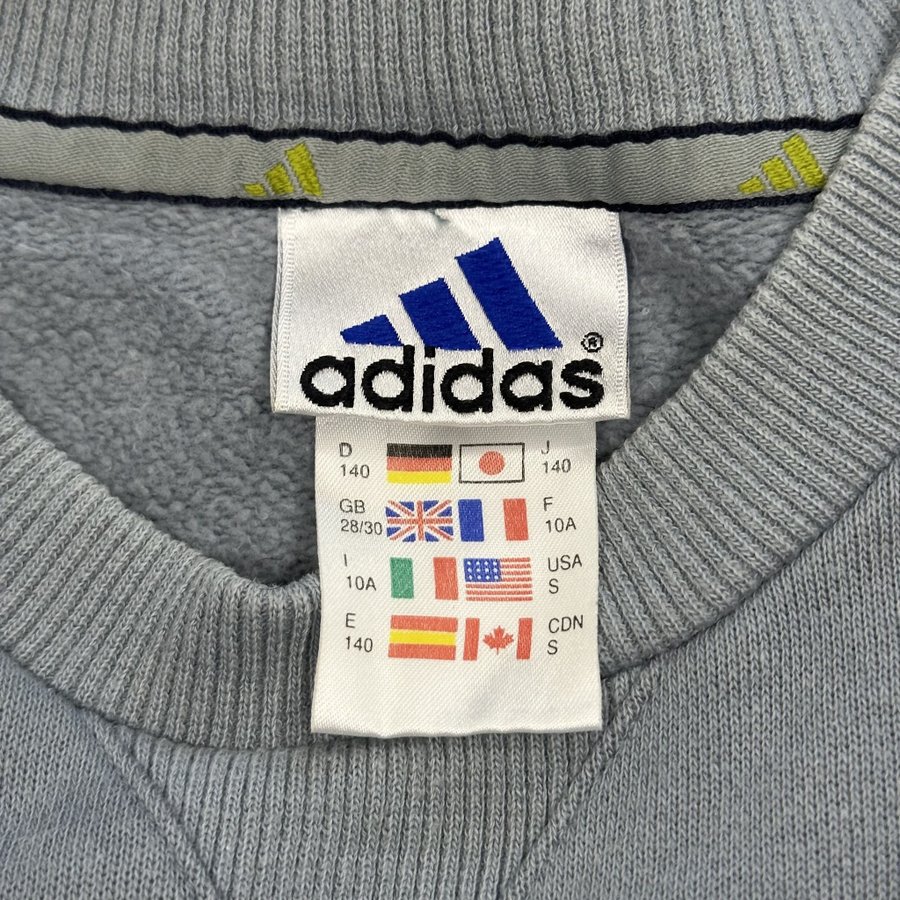 adidas®
D J
140 140
GB F
28/30 10A
I USA
10A S
E CDN
140 S